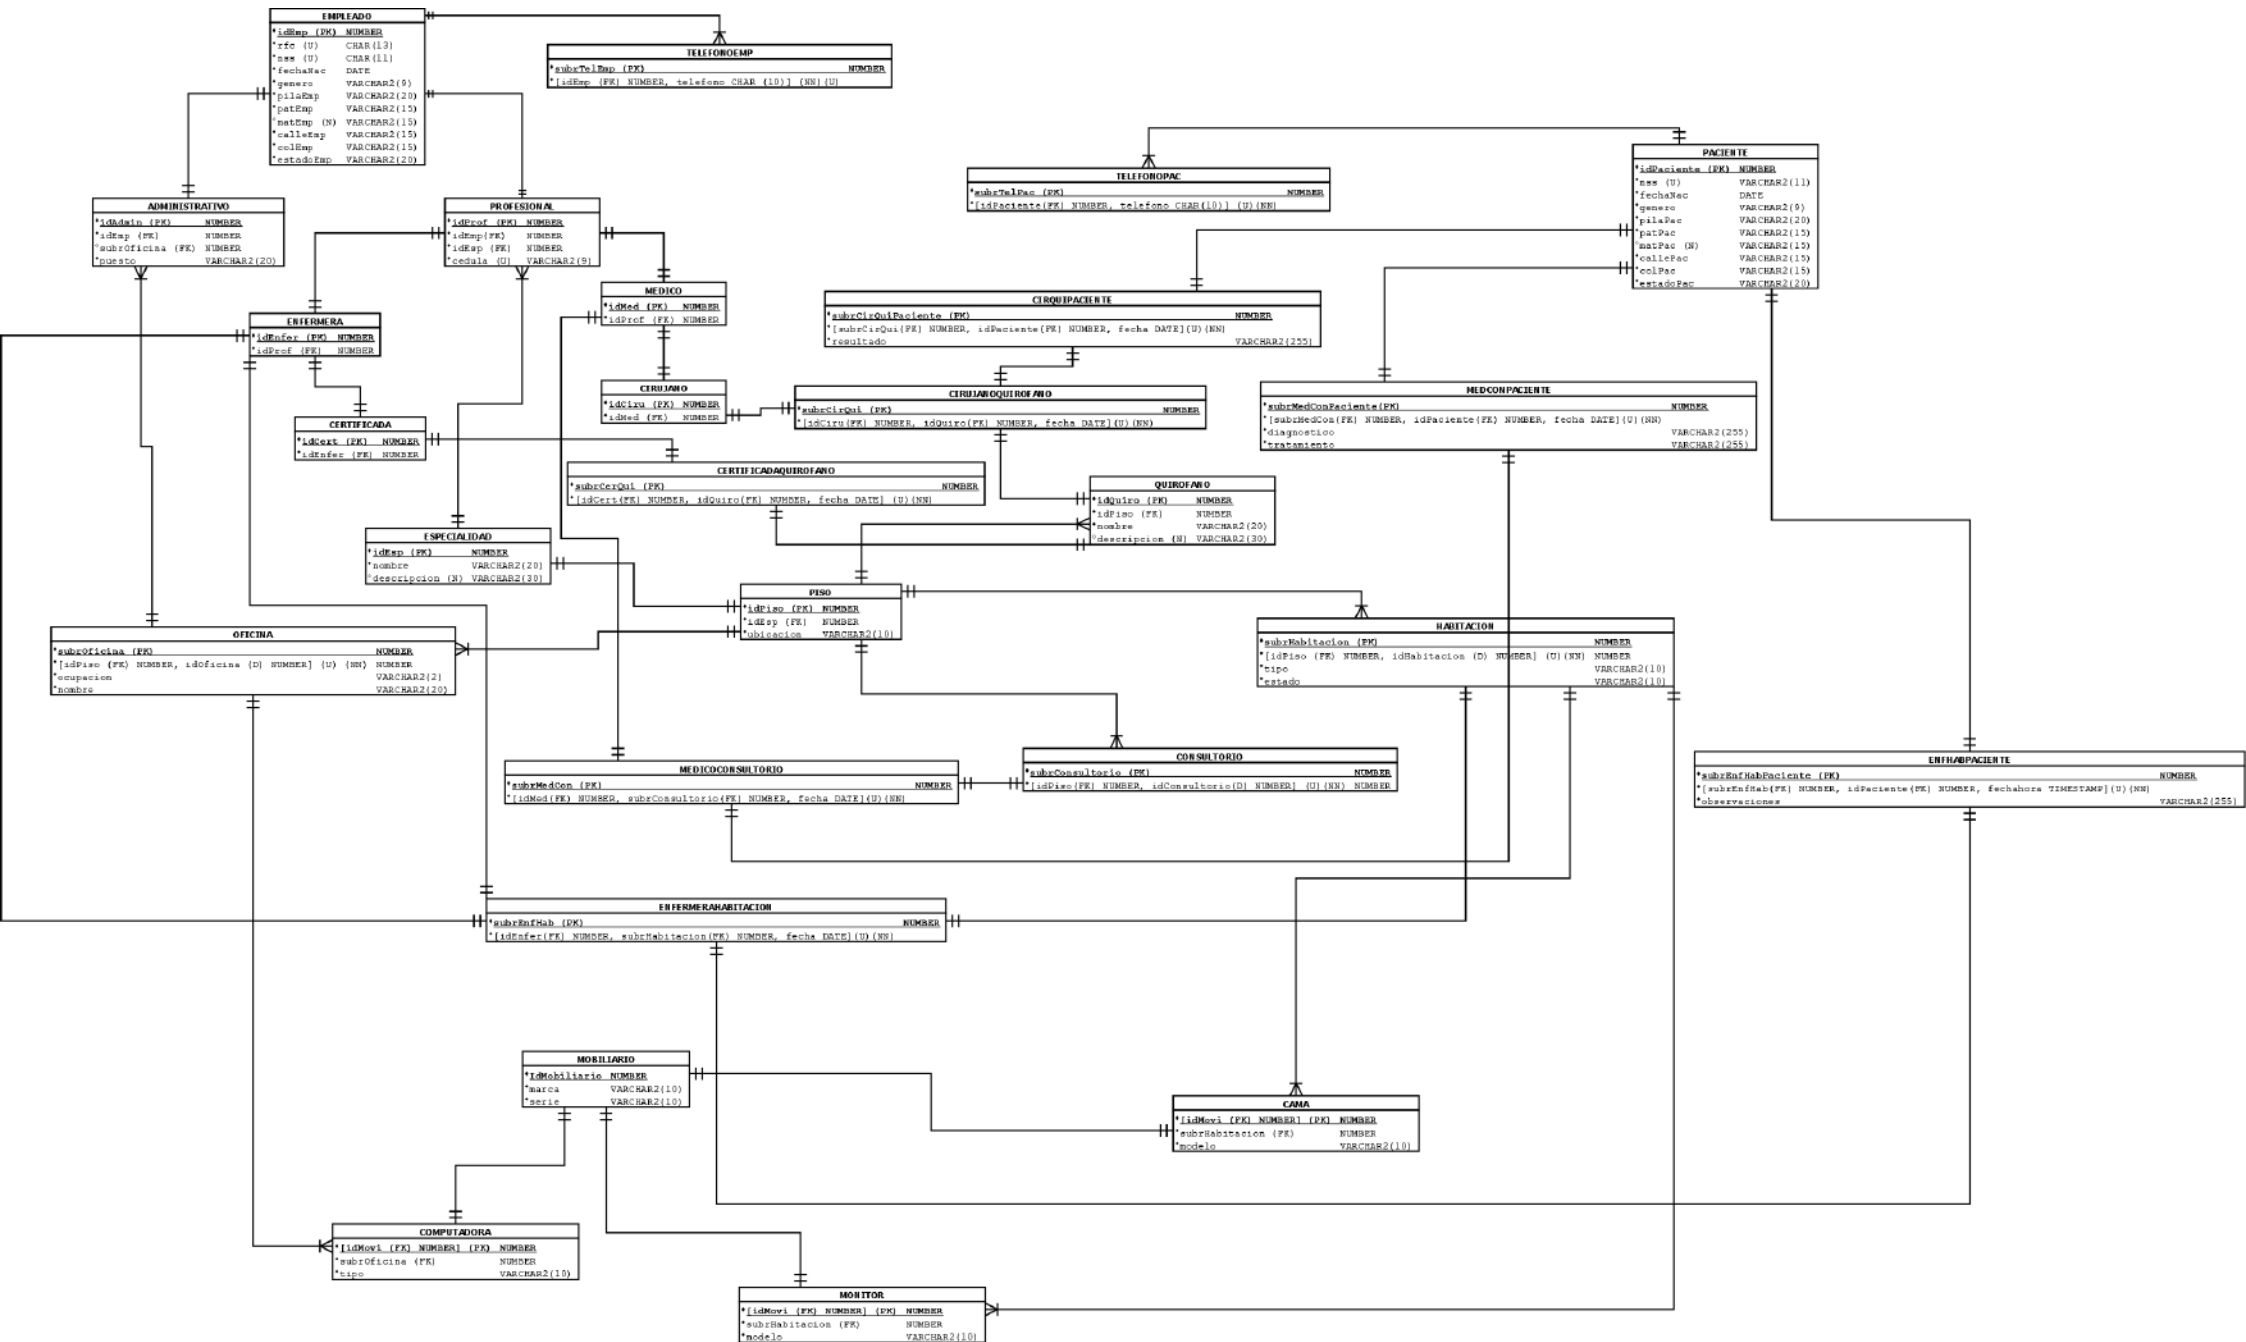 EMPLEADO
*idEmp (PK) NUMBER
*rfc (U) CHAR(13)
*nss (U) CHAR(11)
*fechaNac DATE
*genero VARCHAR2(9)
*pilaEmp VARCHAR2(20)
*patEmp VARCHAR2(15)
°matEmp (N) VARCHAR2(15)
*calleEmp VARCHAR2(15)
*colEmp VARCHAR2(15)
*estadoEmp VARCHAR2(20)
TELEFONOEMP
*subrTelEmp (PK) NUMBER
*[idEmp (FK) NUMBER, telefono CHAR (10)] (NN)(U)
PACIENTE
*idPaciente (PK) NUMBER
*nss (U) VARCHAR2(11)
*fechaNac DATE
*genero VARCHAR2(9)
*pilaPac VARCHAR2(20)
*patPac VARCHAR2(15)
°matPac (N) VARCHAR2(15)
*callePac VARCHAR2(15)
*colPac VARCHAR2(15)
*estadoPac VARCHAR2(20)
TELEFONOPAC
*subrTelPac (PK) NUMBER
*[idPaciente(FK) NUMBER, telefono CHAR(10)] (U)(NN)
ADMINISTRATIVO
*idAdmin (PK) NUMBER
*idEmp (FK) NUMBER
°subrOficina (FK) NUMBER
*puesto VARCHAR2(20)
PROFESIONAL
*idProf (PK) NUMBER
*idEmp(FK) NUMBER
*idEsp (FK) NUMBER
*cedula (U) VARCHAR2(9)
MEDICO
*idMed (PK) NUMBER
*idProf (FK) NUMBER
CIRQUIPACIENTE
*subrCirQuiPaciente (PK) NUMBER
*[subrCirQui(FK) NUMBER, idPaciente(FK) NUMBER, fecha DATE](U)(NN)
*resultado VARCHAR2(255)
ENFERMERA
*idEnfer (PK) NUMBER
*idProf (FK) NUMBER
CIRUJANO
*idCiru (PK) NUMBER
*idMed (FK) NUMBER
CIRUJANOQUIROFANO
*subrCirQui (PK) NUMBER
*[idCiru(FK) NUMBER, idQuiro(FK) NUMBER, fecha DATE](U)(NN)
MEDCONPACIENTE
*subrMedConPaciente(PK) NUMBER
*[subrMedCon(FK) NUMBER, idPaciente(FK) NUMBER, fecha DATE](U)(NN)
*diagnostico VARCHAR2(255)
*tratamiento VARCHAR2(255)
CERTIFICADA
*idCert (PK) NUMBER
*idEnfer (FK) NUMBER
CERTIFICADAQUIROFANO
*subrCerQui (PK) NUMBER
*[idCert(FK) NUMBER, idQuiro(FK) NUMBER, fecha DATE] (U)(NN)
QUIROFANO
*idQuiro (PK) NUMBER
*idPiso (FK) NUMBER
*nombre VARCHAR2(20)
°descripcion (N) VARCHAR2(30)
ESPECIALIDAD
*idEsp (PK) NUMBER
*nombre VARCHAR2(20)
°descripcion (N) VARCHAR2(30)
PISO
*idPiso (PK) NUMBER
*idEsp (FK) NUMBER
*ubicacion VARCHAR2(10)
OFICINA
*subrOficina (PK) NUMBER
*[idPiso (FK) NUMBER, idOficina (D) NUMBER] (U) (NN) NUMBER
*ocupacion VARCHAR2(2)
*nombre VARCHAR2(20)
HABITACION
*subrHabitacion (PK) NUMBER
*[idPiso (FK) NUMBER, idHabitacion (D) NUMBER] (U)(NN) NUMBER
*tipo VARCHAR2(10)
*estado VARCHAR2(10)
MEDICOCONSULTORIO
*subrMedCon (PK) NUMBER
*[idMed(FK) NUMBER, subrConsultorio(FK) NUMBER, fecha DATE](U)(NN)
CONSULTORIO
*subrConsultorio (PK) NUMBER
*[idPiso(FK) NUMBER, idConsultorio(D) NUMBER] (U)(NN) NUMBER
ENFHABPACIENTE
*subrEnfHabPaciente (PK) NUMBER
*[subrEnfHab(FK) NUMBER, idPaciente(FK) NUMBER, fechahora TIMESTAMP](U)(NN)
*observaciones VARCHAR2(255)
ENFERMERAHABITACION
*subrEnfHab (PK) NUMBER
*[idEnfer(FK) NUMBER, subrHabitacion(FK) NUMBER, fecha DATE](U)(NN)
MOBILIARIO
*IdMobiliario NUMBER
*marca VARCHAR2(10)
*serie VARCHAR2(10)
CAMA
*[idMovi (FK) NUMBER] (PK) NUMBER
*subrHabitacion (FK) NUMBER
*modelo VARCHAR2(10)
COMPUTADORA
*[idMovi (FK) NUMBER] (PK) NUMBER
*subrOficina (FK) NUMBER
*tipo VARCHAR2(10)
MONITOR
*[idMovi (FK) NUMBER] (PK) NUMBER
*subrHabitacion (FK) NUMBER
*modelo VARCHAR2(10)